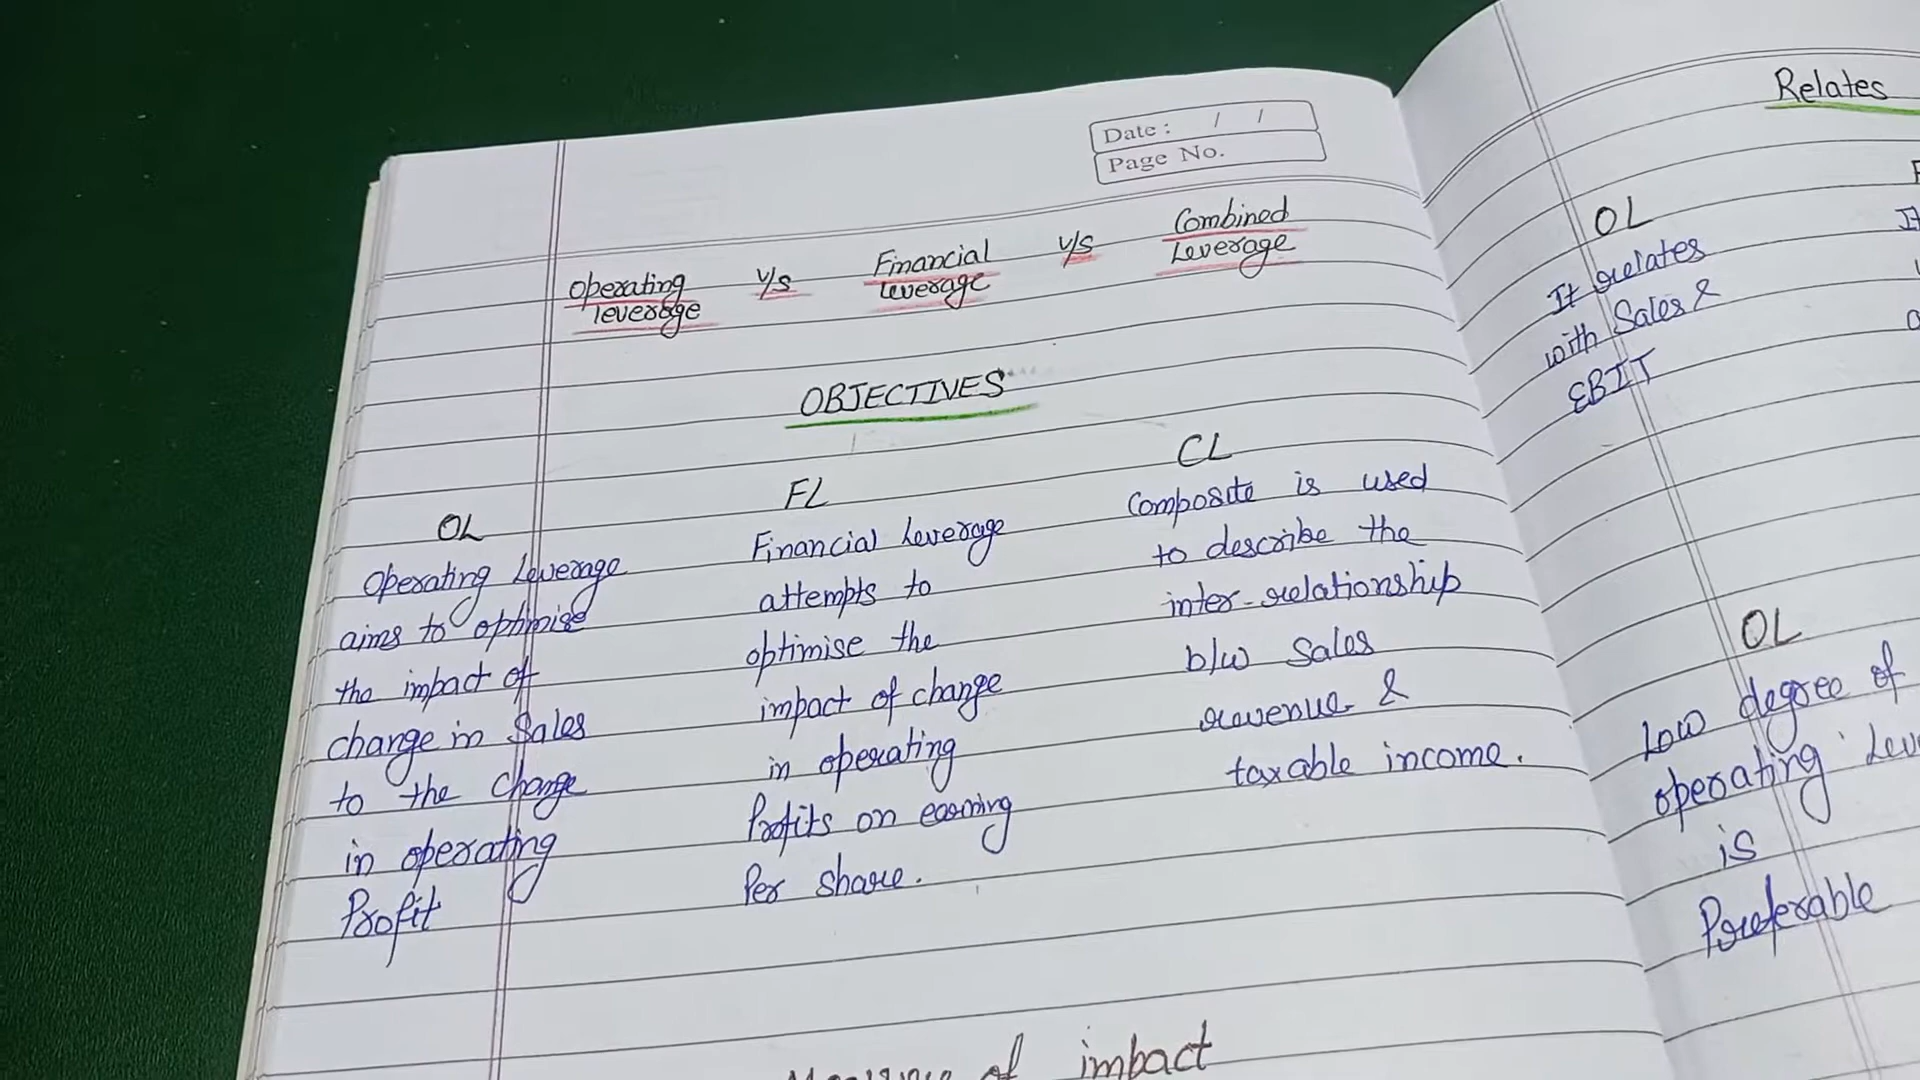 Date : / /
Page No.
Operating
leverage
v/s
Financial
leverage
v/s
Combined
Leverage
OBJECTIVES
OL
Operating Leverage
aims to optimise
the impact of
change in Sales
to the change
in operating
Profit
FL
Financial Leverage
attempts to
optimise the
impact of change
in operating
Profits on earning
Per share.
CL
Composite is used
to describe the
inter-relationship
b/w Sales
revenue &
taxable income.
of impact
Relates
OL
It relates
with Sales &
EBIT
OL
Low degree of
operating
is
Preferable